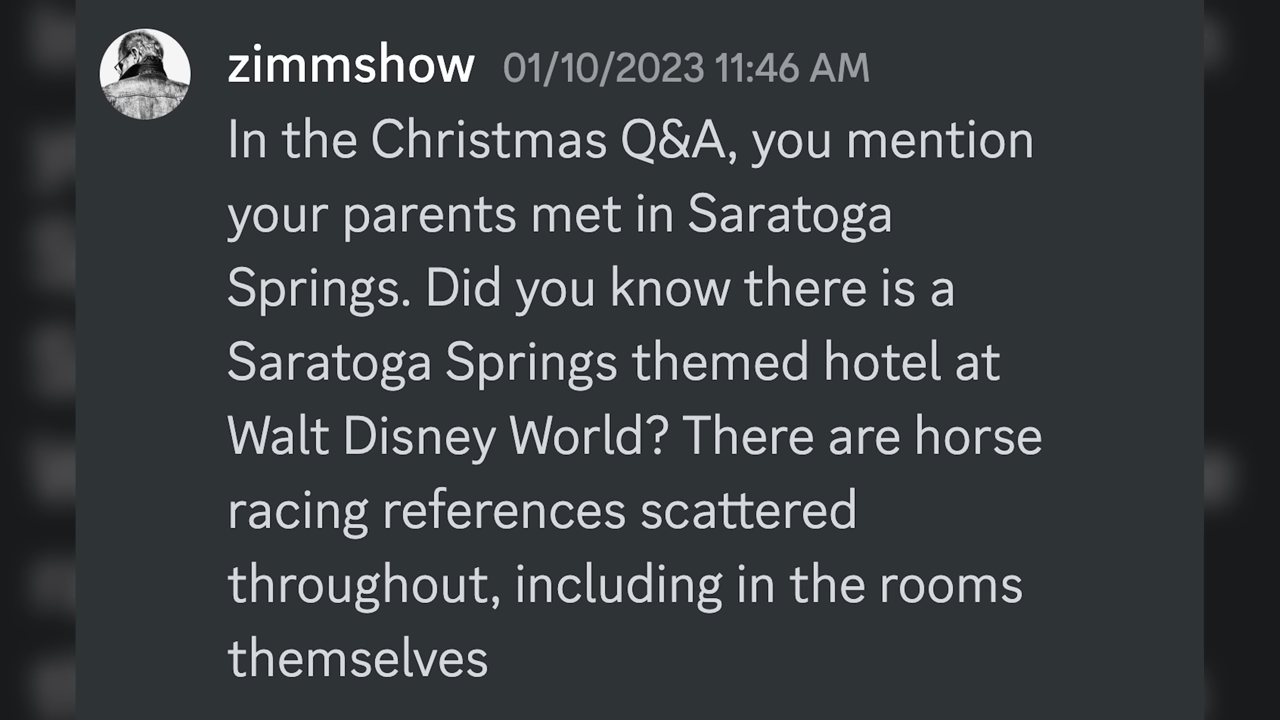 zimmshow 01/10/2023 11:46 AM
In the Christmas Q&A, you mention
your parents met in Saratoga
Springs. Did you know there is a
Saratoga Springs themed hotel at
Walt Disney World? There are horse
racing references scattered
throughout, including in the rooms
themselves